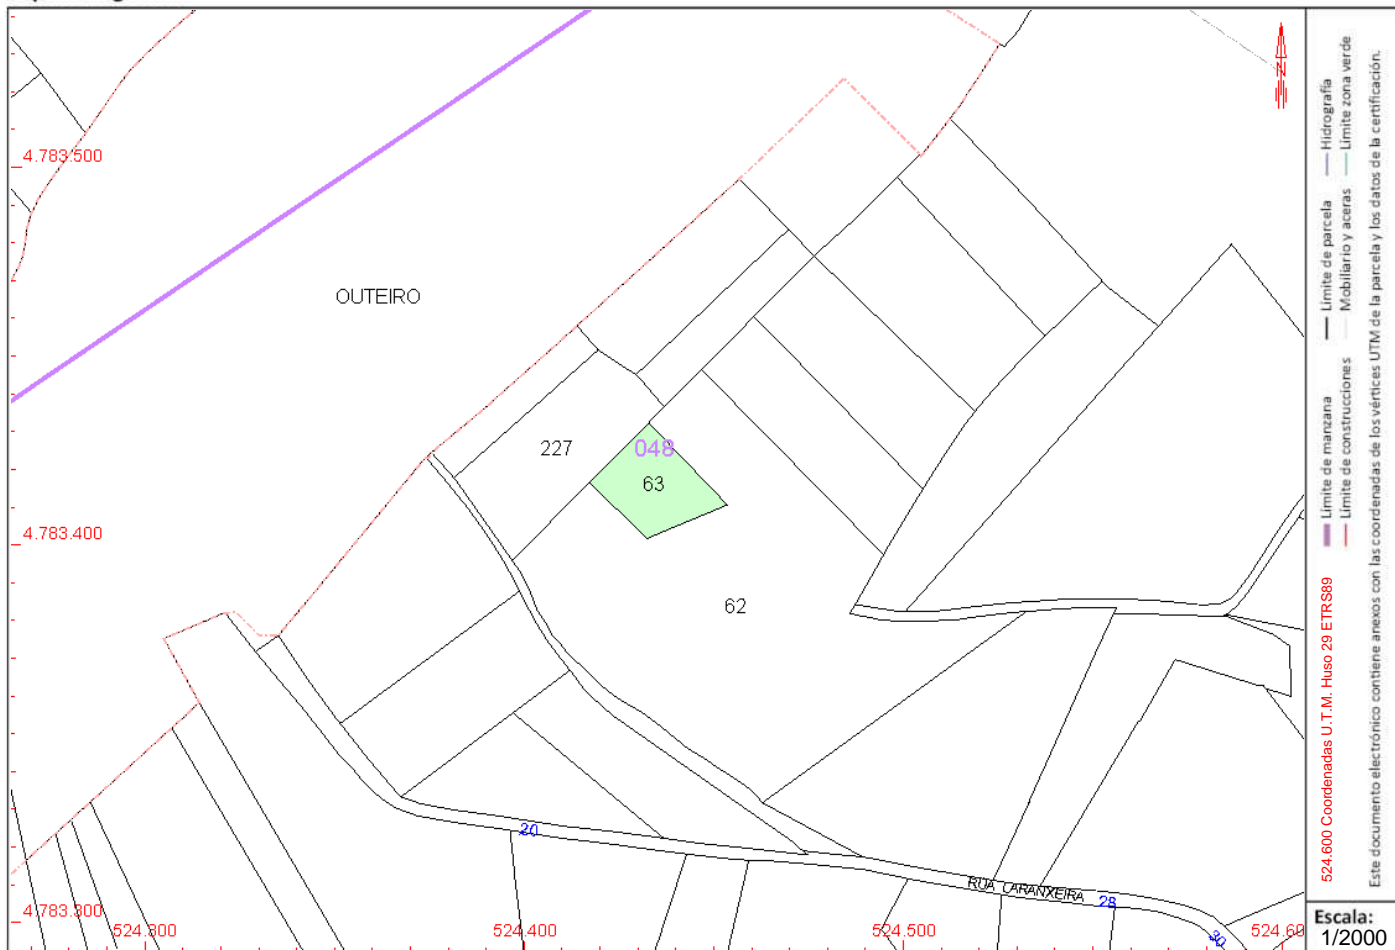 4.783.500
OUTEIRO
227
048
63
4.783.400
62
20
RÚA LARANXEIRA
28
30
4.783.300
524.300
524.400
524.500
524.60
N
Hidrografía
Límite zona verde
Límite de parcela
Mobiliario y aceras
Límite de manzana
Límite de construcciones
524.600 Coordenadas U.T.M. Huso 29 ETRS89
Este documento electrónico contiene anexos con las coordenadas de los vértices UTM de la parcela y los datos de la certificación.
Escala:
1/2000